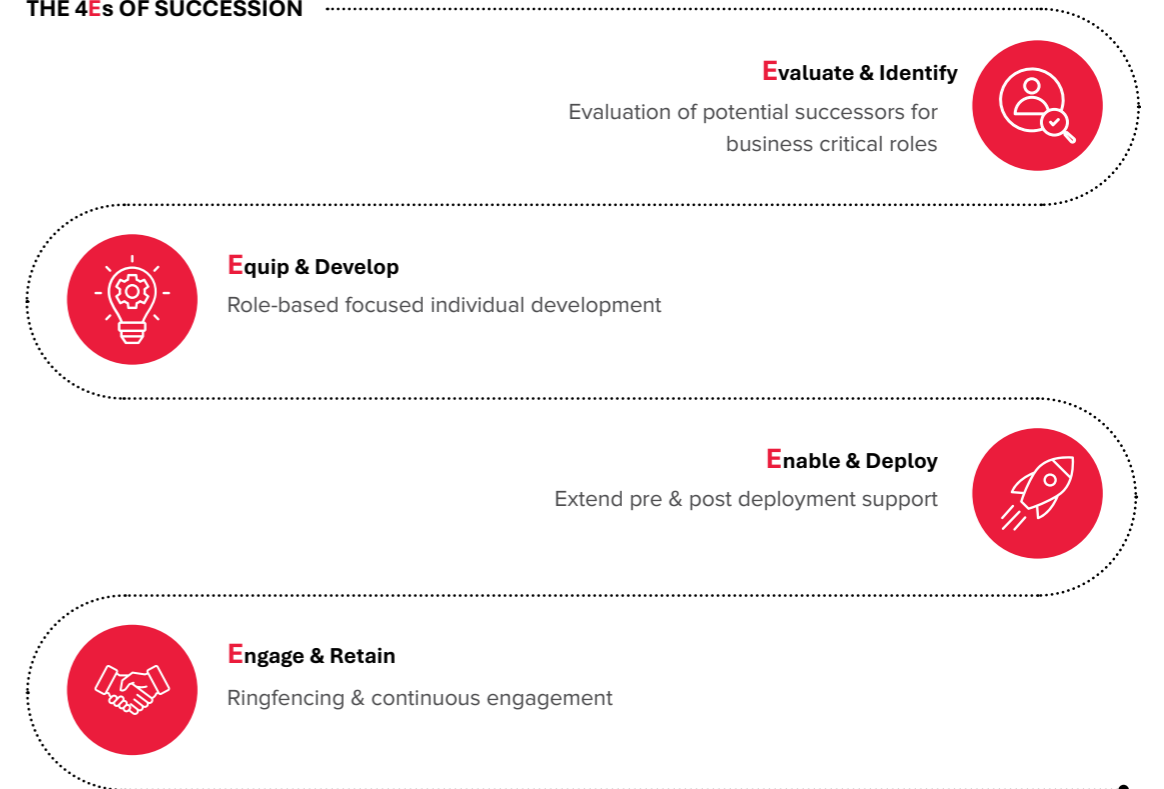 THE 4Es OF SUCCESSION
Evaluate & Identify
Evaluation of potential successors for
business critical roles
Equip & Develop
Role-based focused individual development
Enable & Deploy
Extend pre & post deployment support
Engage & Retain
Ringfencing & continuous engagement